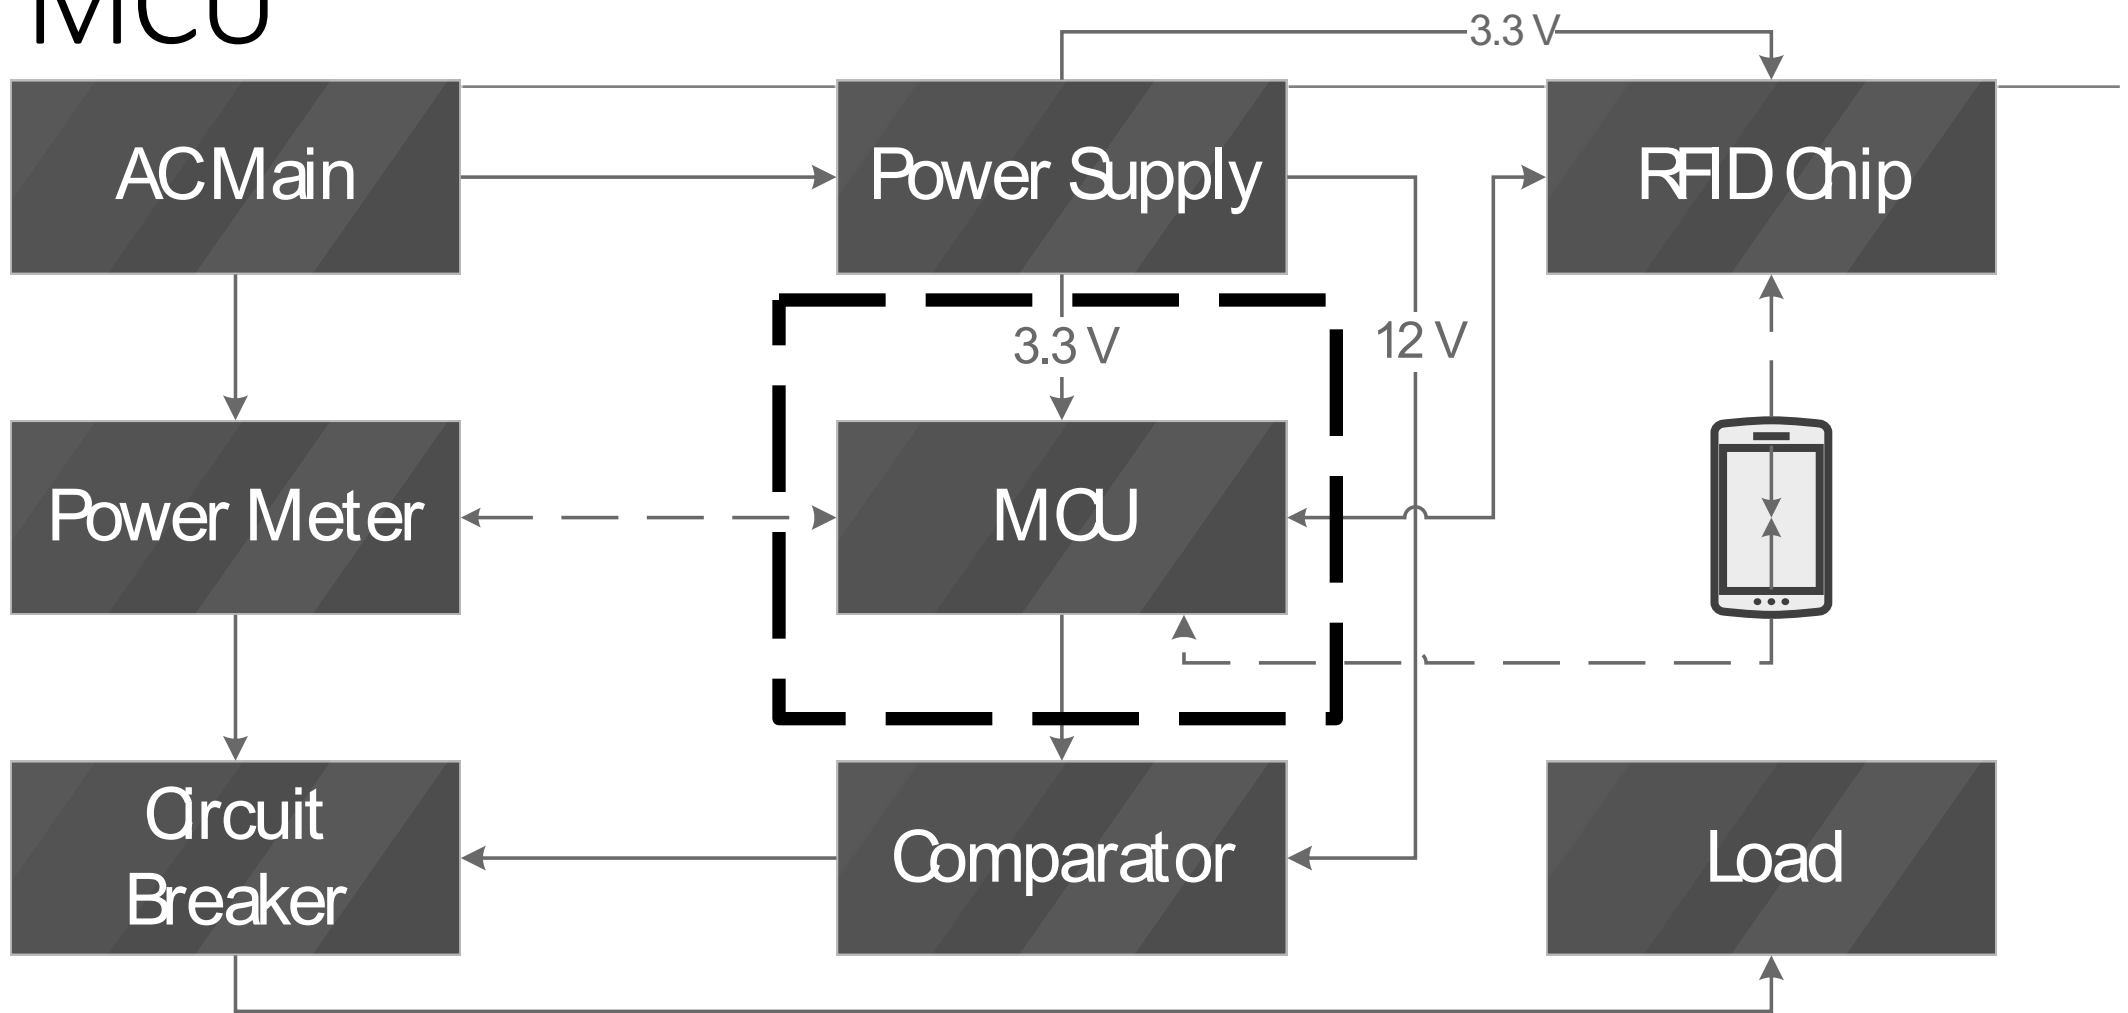 MCU
3.3 V
AC Main
Power Supply
RFID Chip
3.3 V
12 V
Power Meter
MCU
Circuit
Breaker
Comparator
Load